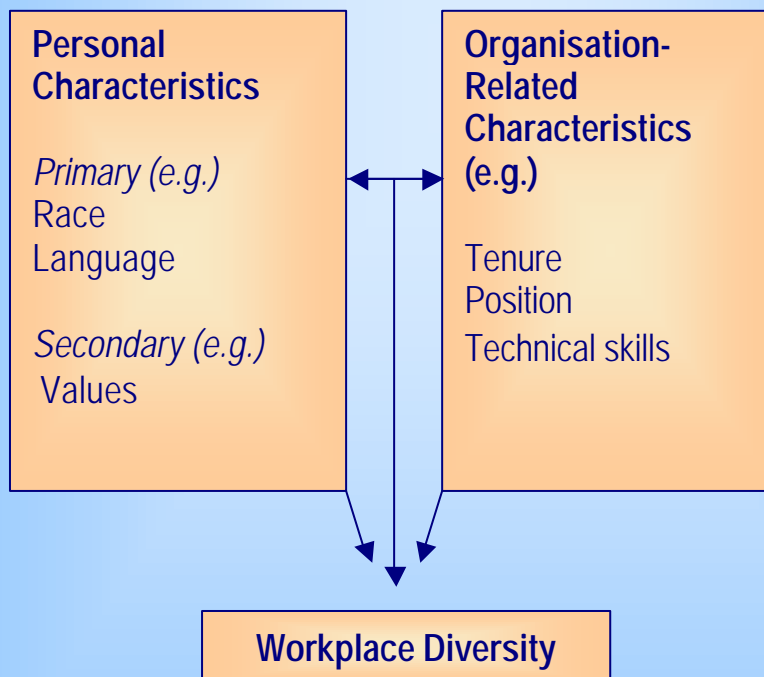 Personal
Characteristics
Primary (e.g.)
Race
Language
Secondary (e.g.)
Values
Organisation-
Related
Characteristics
(e.g.)
Tenure
Position
Technical skills
Workplace Diversity